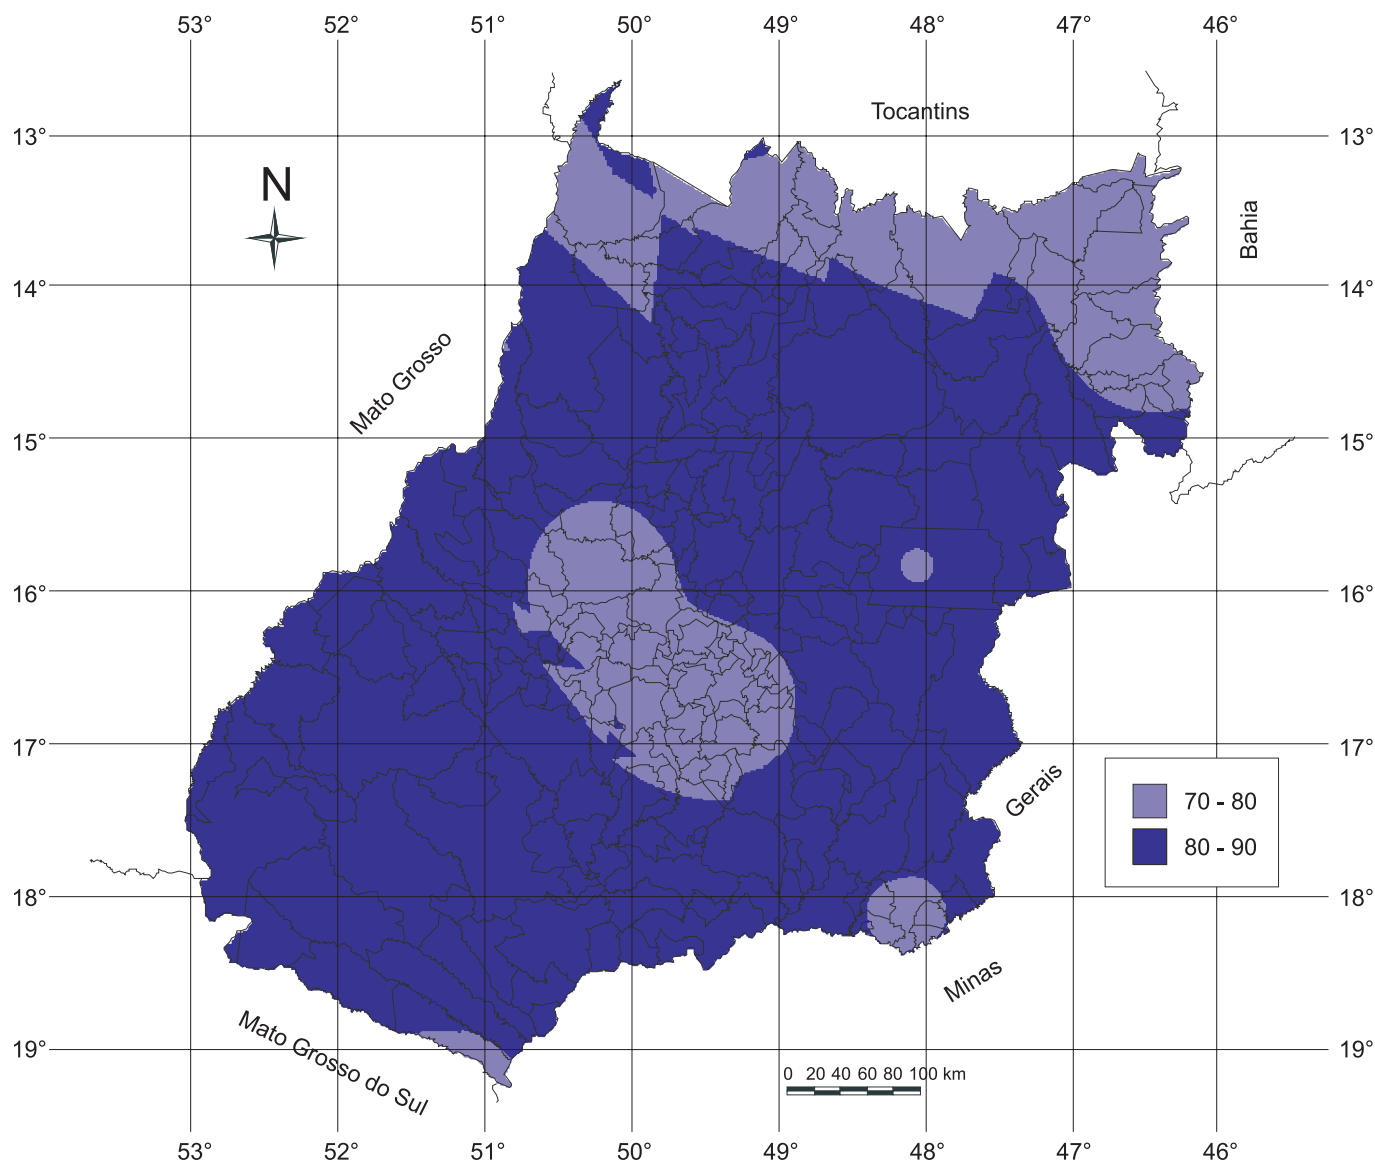 53° 52° 51° 50° 49° 48° 47° 46°
Tocantins
13° 13°
N
Bahia
14° 14°
Mato Grosso
15° 15°
16° 16°
17° 17°
Gerais
70 - 80
80 - 90
18° 18°
Minas
Mato Grosso do Sul
19° 19°
0 20 40 60 80 100 km
53° 52° 51° 50° 49° 48° 47° 46°